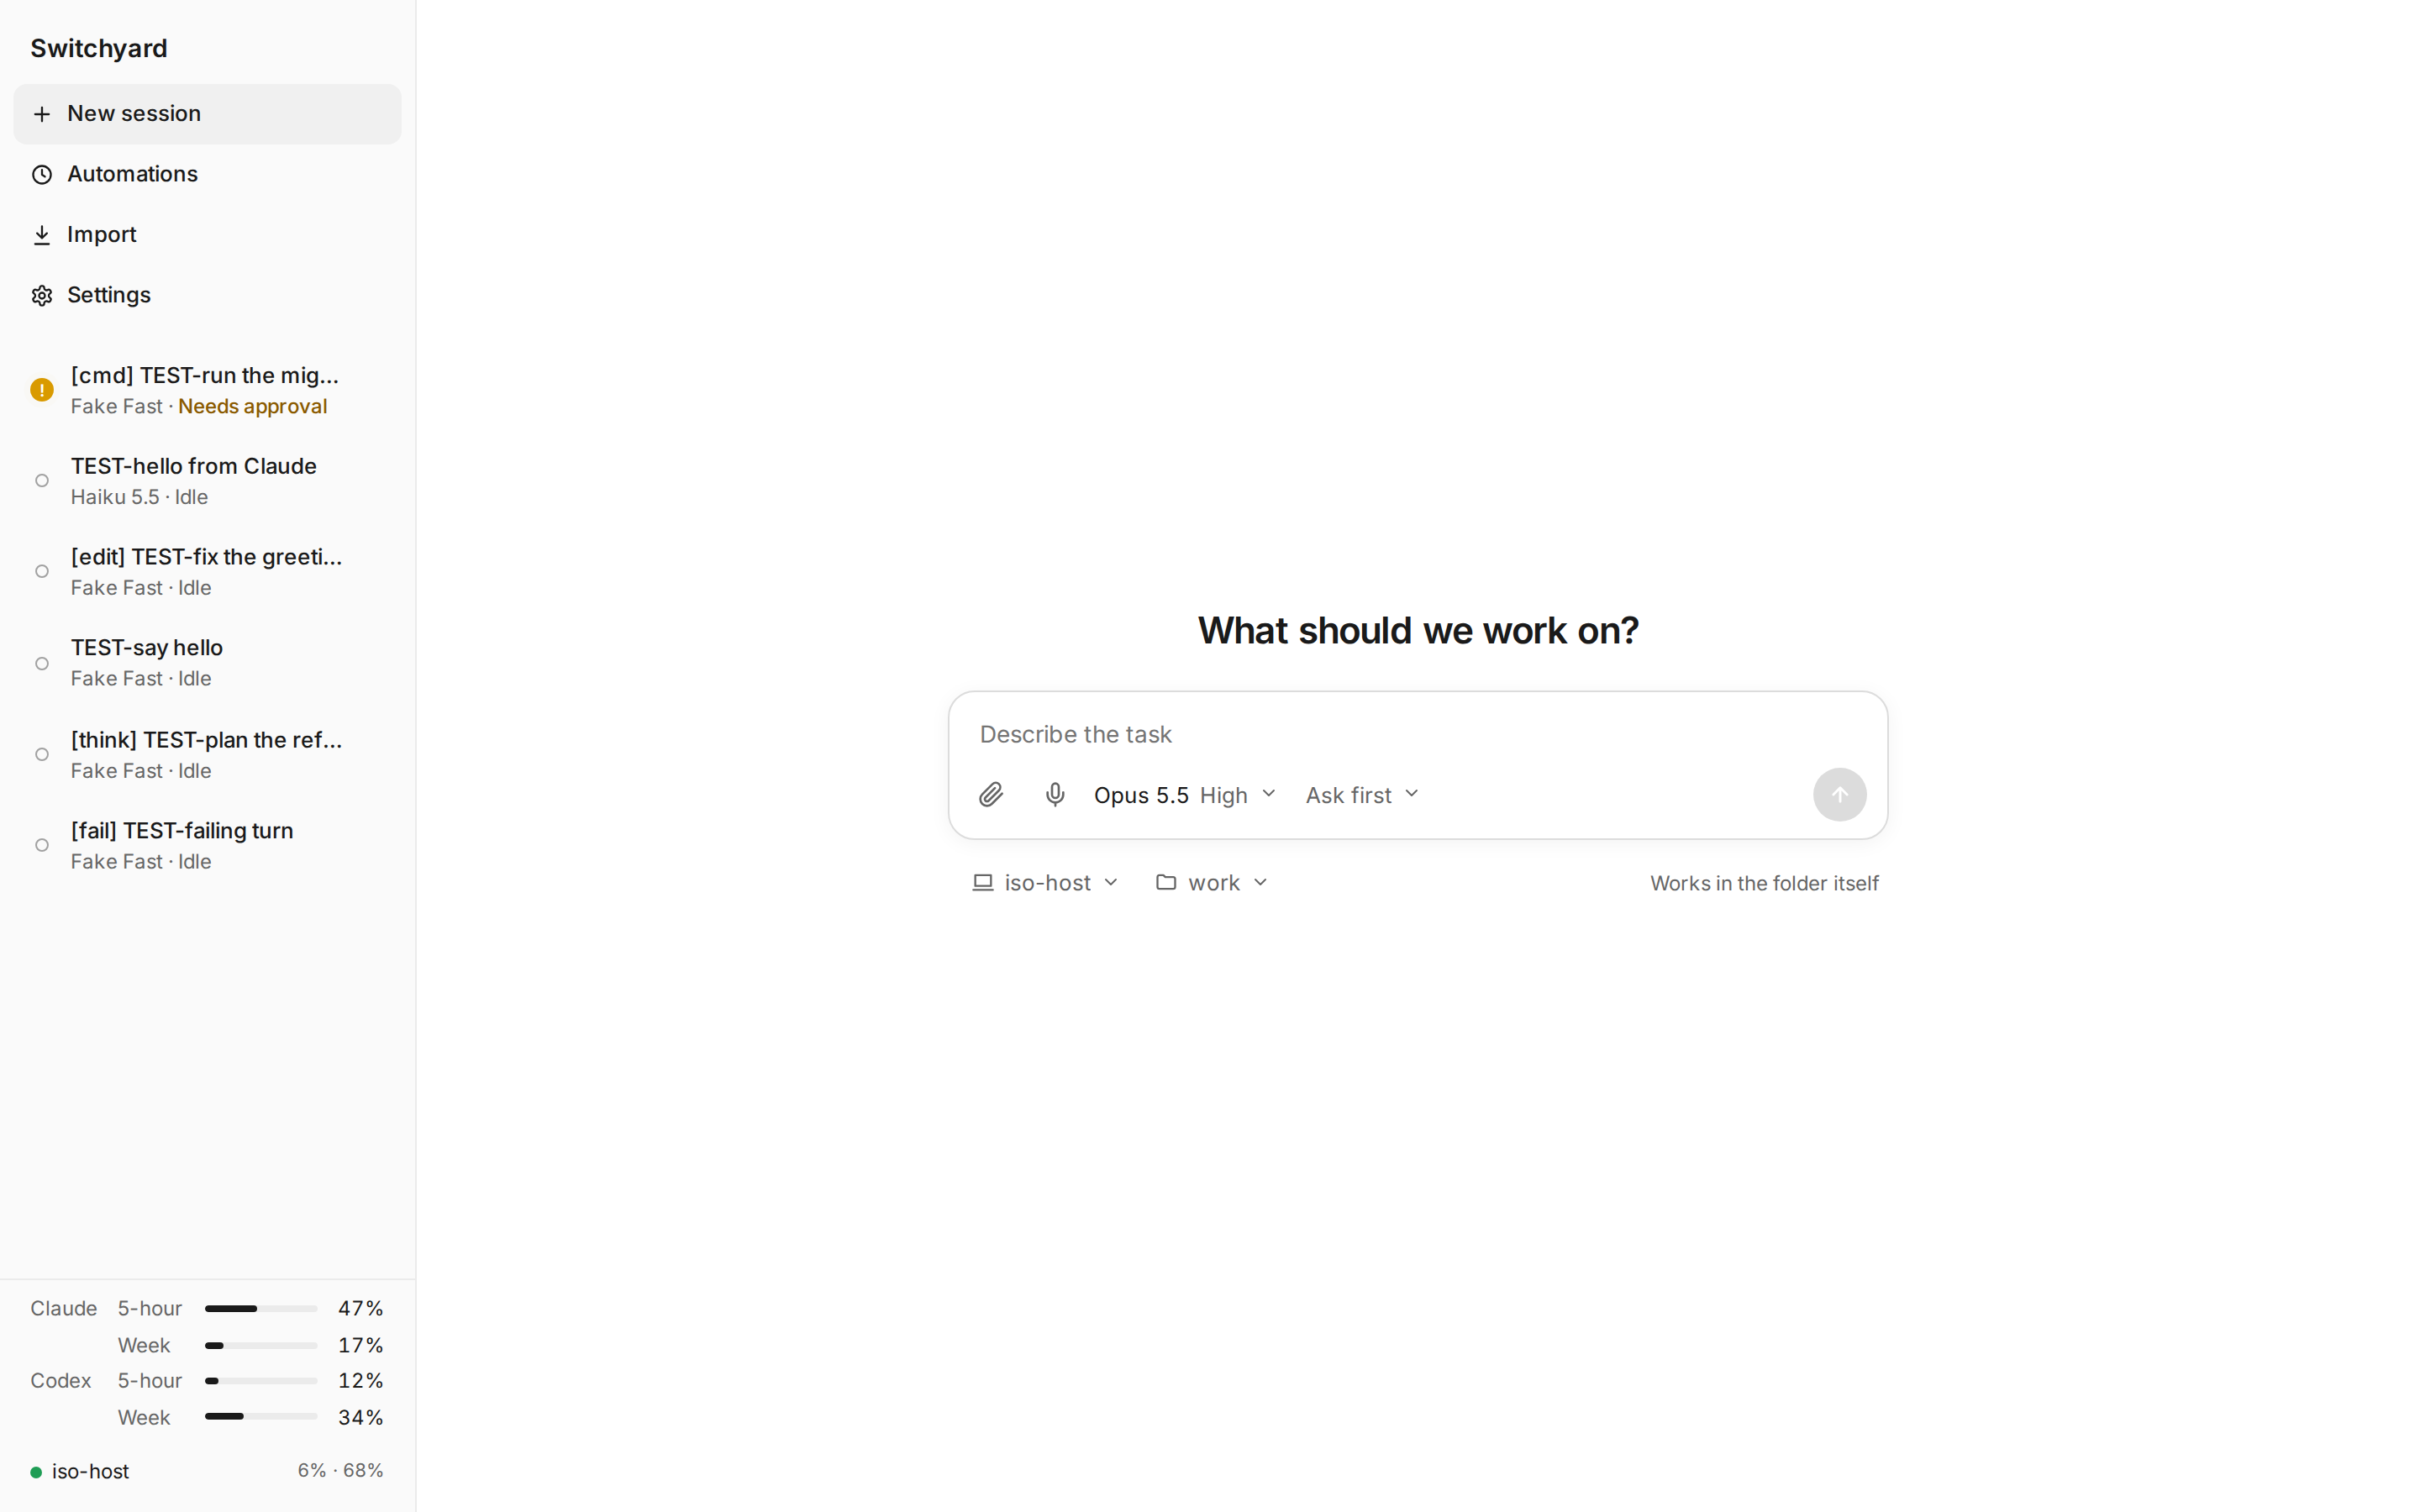 Switchyard
New session
Automations
Import
Settings
[cmd] TEST-run the mig...
Fake Fast · Needs approval
TEST-hello from Claude
Haiku 5.5 · Idle
[edit] TEST-fix the greeti...
Fake Fast · Idle
TEST-say hello
Fake Fast · Idle
[think] TEST-plan the ref...
Fake Fast · Idle
[fail] TEST-failing turn
Fake Fast · Idle
Claude 5-hour 47%
Week 17%
Codex 5-hour 12%
Week 34%
iso-host 6% · 68%
What should we work on?
Describe the task
Opus 5.5 High Ask first
iso-host work Works in the folder itself